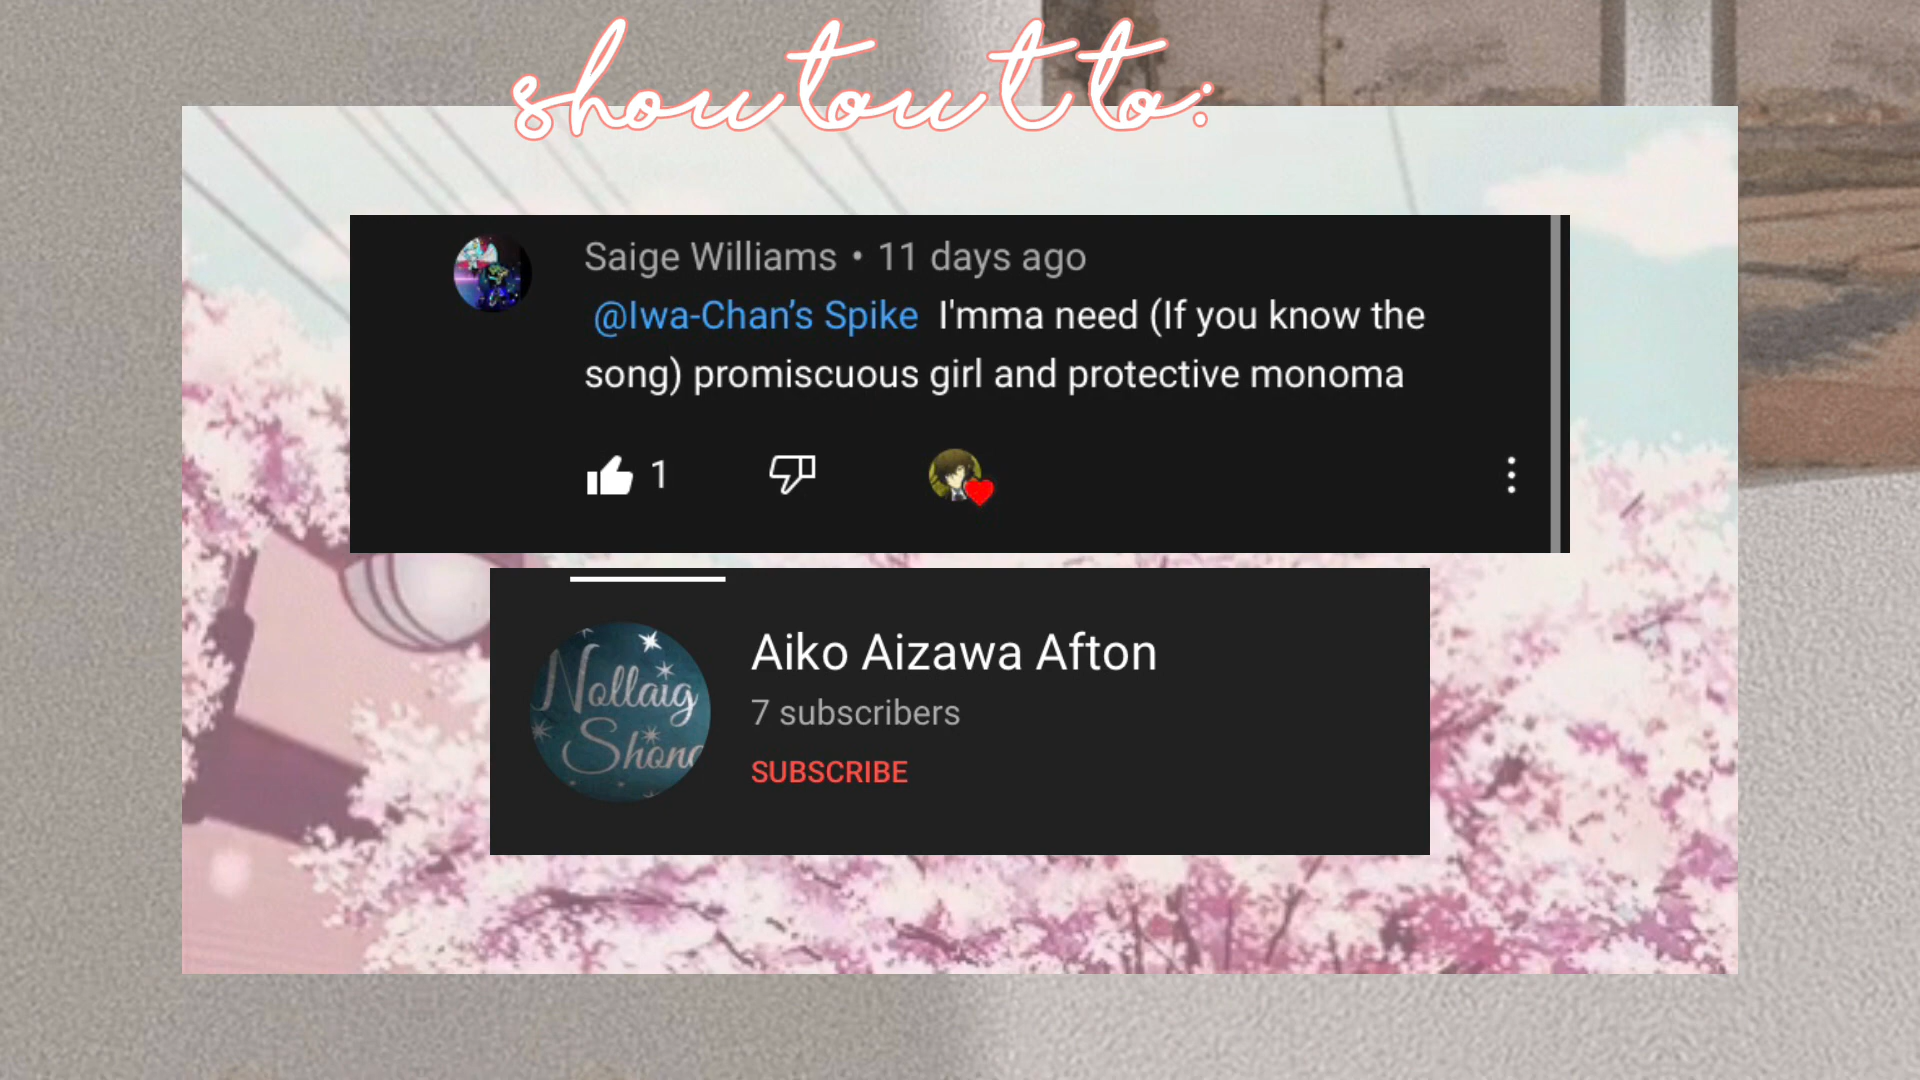 shoutout to:
Saige Williams • 11 days ago
@Iwa-Chan’s Spike I'mma need (If you know the
song) promiscuous girl and protective monoma
1
Aiko Aizawa Afton
7 subscribers
SUBSCRIBE
Nollaig
Shona